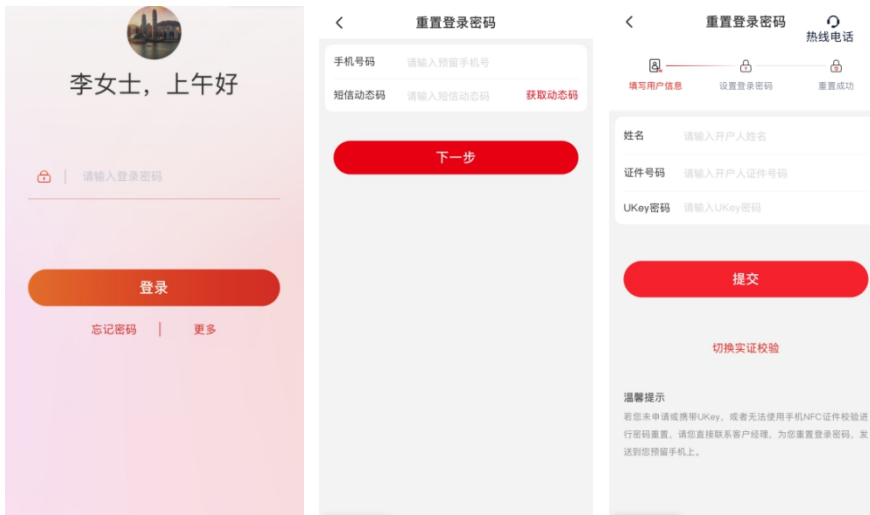 李女士，上午好
请输入登录密码
登录
忘记密码
更多
重置登录密码
手机号码 请输入预留手机号
短信动态码 请输入短信动态码 获取动态码
下一步
重置登录密码
热线电话
填写用户信息 设置登录密码 重置成功
姓名 请输入开户人姓名
证件号码 请输入开户人证件号码
UKey密码 请输入UKey密码
提交
切换实证校验
温馨提示
若您未申请或携带UKey，或者无法使用手机NFC证件校验进
行密码重置，请您直接联系客户经理，为您重置登录密码，发
送到您预留手机上。